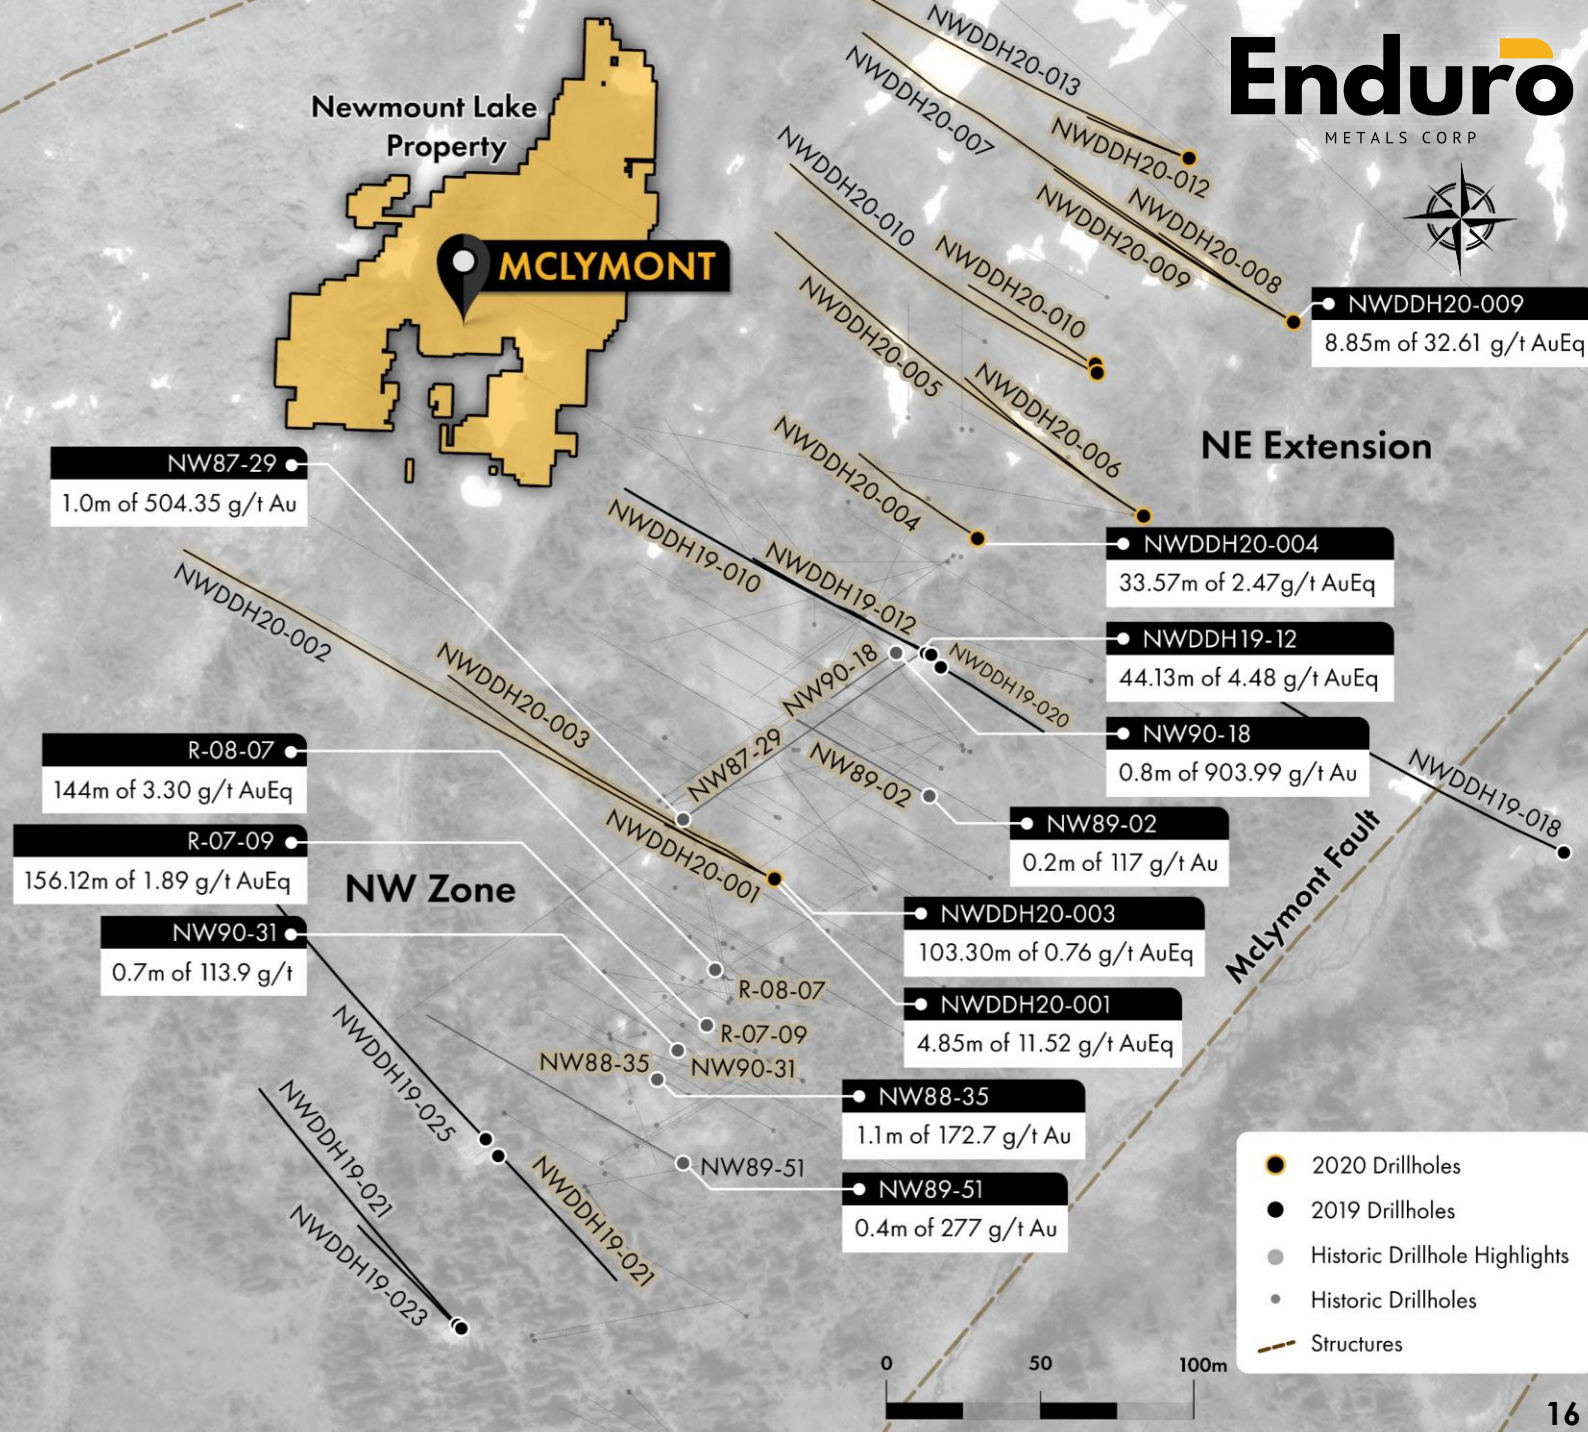 Enduro
METALS CORP
Newmount Lake
Property
MCLYMONT
NWDDH20-013
NWDDH20-007
NWDDH20-012
NWDDH20-010
NWDDH20-008
NWDDH20-009
NWDDH20-010
NWDDH20-009
8.85m of 32.61 g/t AuEq
NWDDH20-005
NWDDH20-006
NE Extension
NWDDH20-004
NW87-29
1.0m of 504.35 g/t Au
NWDDH19-010
NWDDH19-012
NWDDH20-004
33.57m of 2.47g/t AuEq
NWDDH20-002
NWDDH20-003
NW90-18
NWDDH19-020
NWDDH19-12
44.13m of 4.48 g/t AuEq
NW87-29
NW89-02
NW90-18
0.8m of 903.99 g/t Au
NWDDH19-018
R-08-07
144m of 3.30 g/t AuEq
NWDDH20-001
NW89-02
0.2m of 117 g/t Au
McLymont Fault
R-07-09
156.12m of 1.89 g/t AuEq
NW Zone
NWDDH20-003
103.30m of 0.76 g/t AuEq
NW90-31
0.7m of 113.9 g/t
R-08-07
NWDDH20-001
4.85m of 11.52 g/t AuEq
R-07-09
NW88-35
NW90-31
NWDDH19-025
NW88-35
1.1m of 172.7 g/t Au
NWDDH19-021
NW89-51
NW89-51
0.4m of 277 g/t Au
NWDDH19-021
NWDDH19-023
2020 Drillholes
2019 Drillholes
Historic Drillhole Highlights
Historic Drillholes
Structures
0 50 100m
16